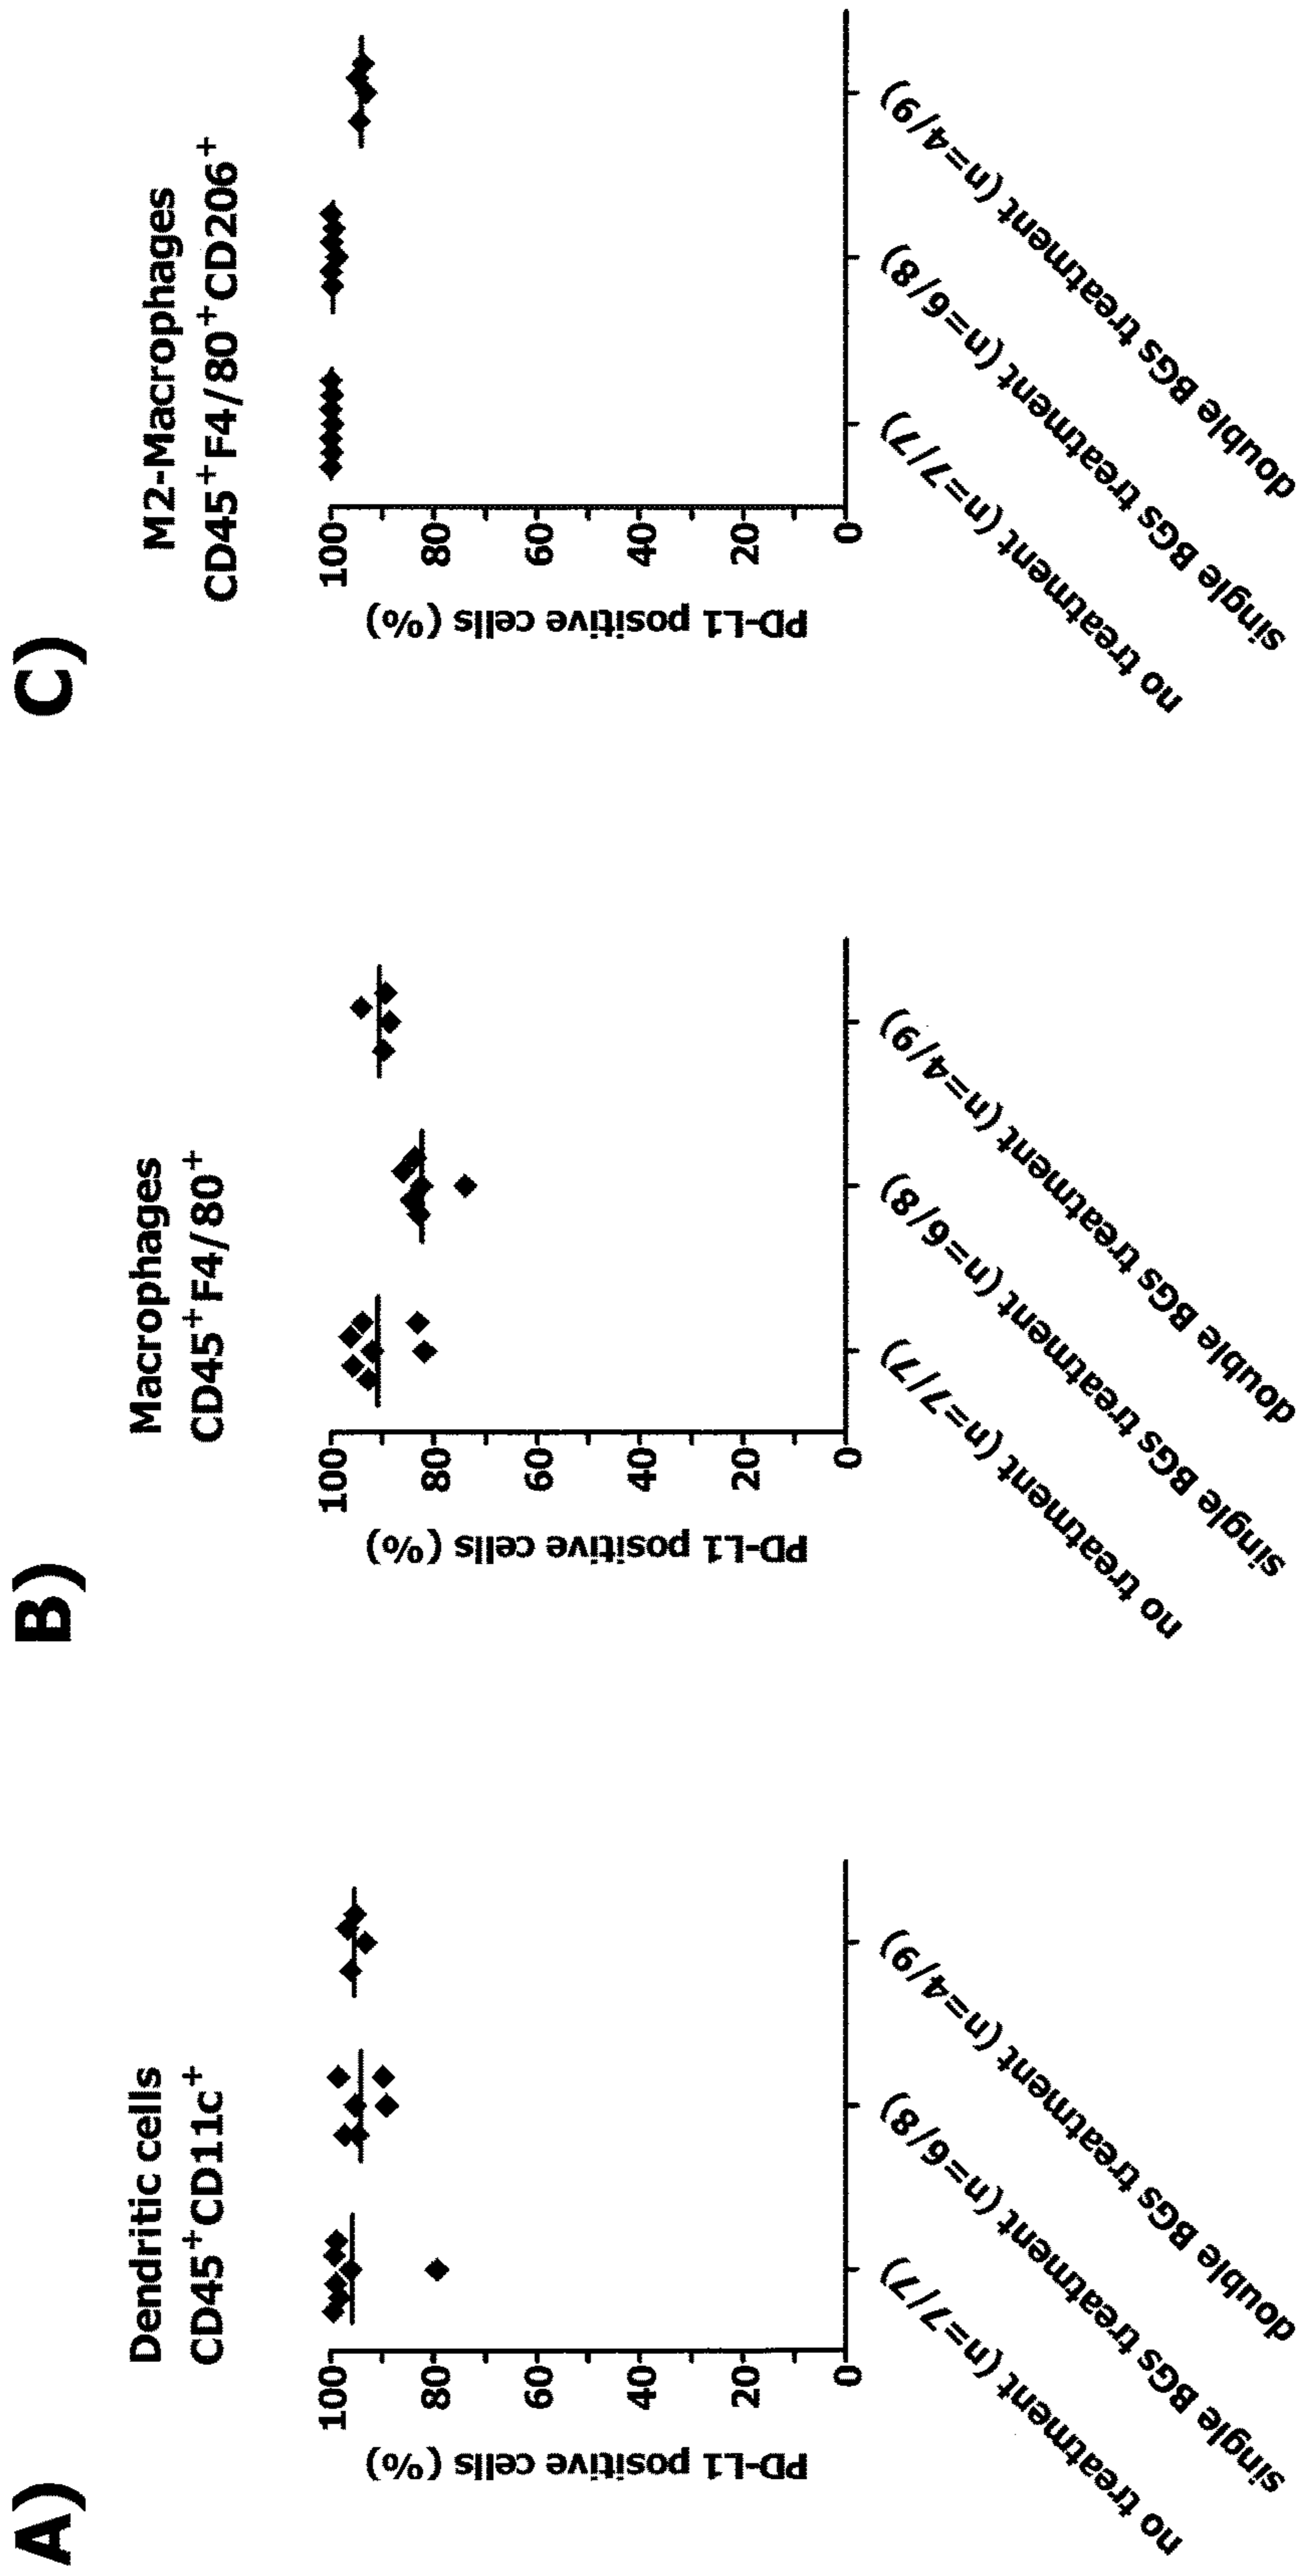 A)
Dendritic cells
CD45⁺CD11c⁺
PD-L1 positive cells (%)
100
80
60
40
20
0
no treatment (n=7/7)
single BGs treatment (n=6/8)
double BGs treatment (n=4/9)
B)
Macrophages
CD45⁺F4/80⁺
PD-L1 positive cells (%)
100
80
60
40
20
0
no treatment (n=7/7)
single BGs treatment (n=6/8)
double BGs treatment (n=4/9)
C)
M2-Macrophages
CD45⁺F4/80⁺CD206⁺
PD-L1 positive cells (%)
100
80
60
40
20
0
no treatment (n=7/7)
single BGs treatment (n=6/8)
double BGs treatment (n=4/9)